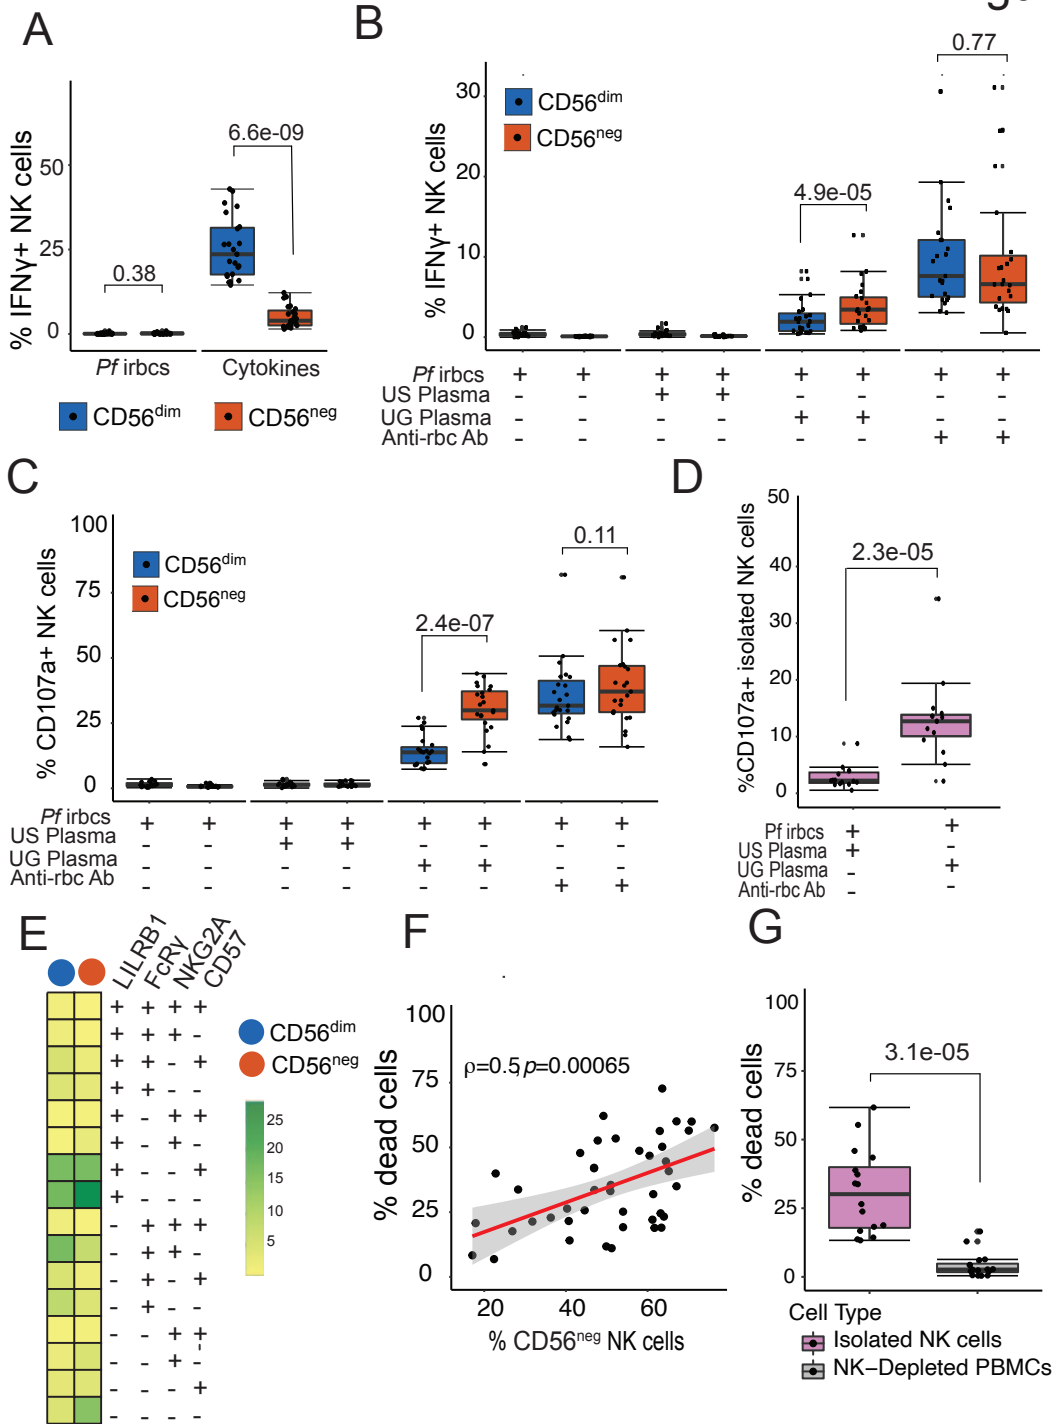 A
% IFNγ+ NK cells
50
25
0
6.6e-09
0.38
Pf irbcs Cytokines
CD56dim CD56neg
B
% IFNγ+ NK cells
30
20
10
0
CD56dim
CD56neg
4.9e-05
0.77
Pf irbcs + + + + + + + +
US Plasma - - + + - - - -
UG Plasma - - - - + + - -
Anti-rbc Ab - - - - - - + +
C
% CD107a+ NK cells
100
75
50
25
0
CD56dim
CD56neg
2.4e-07
0.11
Pf irbcs + + + + + + + +
US Plasma - - + + - - - -
UG Plasma - - - - + + - -
Anti-rbc Ab - - - - - - + +
D
%CD107a+ isolated NK cells
50
40
30
20
10
0
2.3e-05
Pf irbcs + +
US Plasma + -
UG Plasma - +
Anti-rbc Ab - -
E
LILRB1 FcRγ NKG2A CD57
+ + + +
+ + + -
+ + - +
+ + - -
+ - + +
+ - + -
+ - - +
+ - - -
- + + +
- + + -
- + - +
- + - -
- - + +
- - + -
- - - +
- - - -
CD56dim
CD56neg
25
20
15
10
5
F
% dead cells
100
75
50
25
0
ρ=0.5, p=0.00065
20 40 60
% CD56neg NK cells
G
% dead cells
100
75
50
25
0
3.1e-05
Cell Type
Isolated NK cells
NK−Depleted PBMCs